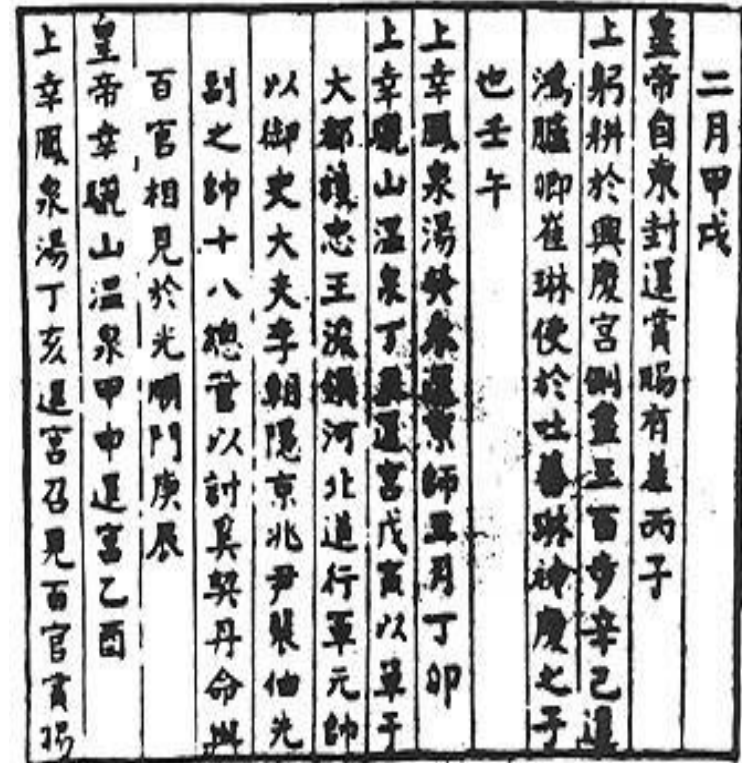 二月甲戌
皇帝自東封還賞賜有差丙子
上躬耕於興慶宮側盡三百步辛已遣
鴻臚卿崔琳使於吐蕃琳神慶之子
也壬午
上幸鳳泉湯癸未還京師正月丁卯
上幸驪山溫泉丁丑還宮戊寅以單于
大都護忠王浚領河北道行軍元帥
以御史大夫李朝隱京兆尹裴伷先
副之帥十八總管以討奚契丹命與
百官相見於光順門庚辰
皇帝幸驪山溫泉甲申還宮乙酉
上幸鳳泉湯丁亥還宮召見百官賞賜